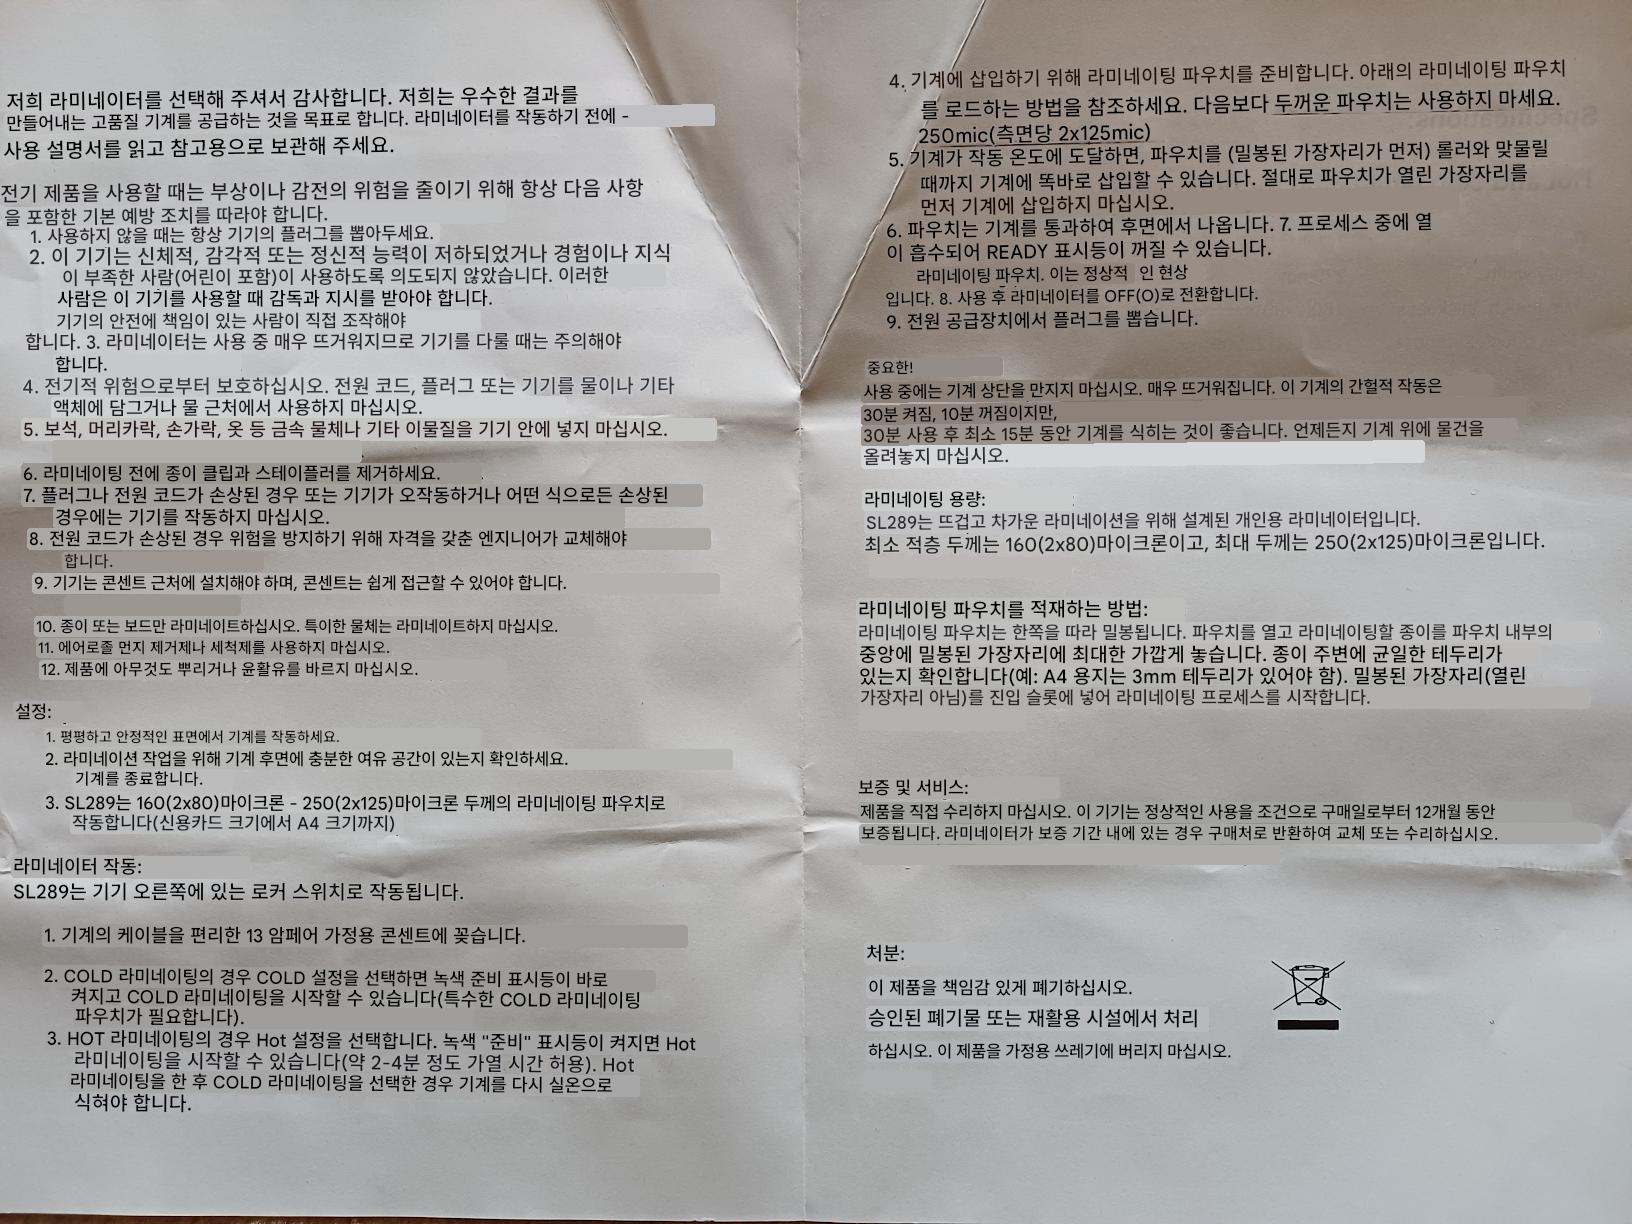 저희 라미네이터를 선택해 주셔서 감사합니다. 저희는 우수한 결과를
만들어내는 고품질 기계를 공급하는 것을 목표로 합니다. 라미네이터를 작동하기 전에 -
사용 설명서를 읽고 참고용으로 보관해 주세요.
전기 제품을 사용할 때는 부상이나 감전의 위험을 줄이기 위해 항상 다음 사항
을 포함한 기본 예방 조치를 따라야 합니다.
1. 사용하지 않을 때는 항상 기기의 플러그를 뽑아두세요.
2. 이 기기는 신체적, 감각적 또는 정신적 능력이 저하되었거나 경험이나 지식
이 부족한 사람(어린이 포함)이 사용하도록 의도되지 않았습니다. 이러한
사람은 이 기기를 사용할 때 감독과 지시를 받아야 합니다.
기기의 안전에 책임이 있는 사람이 직접 조작해야
합니다. 3. 라미네이터는 사용 중 매우 뜨거워지므로 기기를 다룰 때는 주의해야
합니다.
4. 전기적 위험으로부터 보호하십시오. 전원 코드, 플러그 또는 기기를 물이나 기타
액체에 담그거나 물 근처에서 사용하지 마십시오.
5. 보석, 머리카락, 손가락, 옷 등 금속 물체나 기타 이물질을 기기 안에 넣지 마십시오.
6. 라미네이팅 전에 종이 클립과 스테이플러를 제거하세요.
7. 플러그나 전원 코드가 손상된 경우 또는 기기가 오작동하거나 어떤 식으로든 손상된
경우에는 기기를 작동하지 마십시오.
8. 전원 코드가 손상된 경우 위험을 방지하기 위해 자격을 갖춘 엔지니어가 교체해야
합니다.
9. 기기는 콘센트 근처에 설치해야 하며, 콘센트는 쉽게 접근할 수 있어야 합니다.
10. 종이 또는 보드만 라미네이트하십시오. 특이한 물체는 라미네이트하지 마십시오.
11. 에어로졸 먼지 제거제나 세척제를 사용하지 마십시오.
12. 제품에 아무것도 뿌리거나 윤활유를 바르지 마십시오.
설정:
1. 평평하고 안정적인 표면에서 기계를 작동하세요.
2. 라미네이션 작업을 위해 기계 후면에 충분한 여유 공간이 있는지 확인하세요.
기계를 종료합니다.
3. SL289는 160(2x80)마이크론 - 250(2x125)마이크론 두께의 라미네이팅 파우치로
작동합니다(신용카드 크기에서 A4 크기까지)
라미네이터 작동:
SL289는 기기 오른쪽에 있는 로커 스위치로 작동됩니다.
1. 기계의 케이블을 편리한 13 암페어 가정용 콘센트에 꽂습니다.
2. COLD 라미네이팅의 경우 COLD 설정을 선택하면 녹색 준비 표시등이 바로
켜지고 COLD 라미네이팅을 시작할 수 있습니다(특수한 COLD 라미네이팅
파우치가 필요합니다).
3. HOT 라미네이팅의 경우 Hot 설정을 선택합니다. 녹색 "준비" 표시등이 켜지면 Hot
라미네이팅을 시작할 수 있습니다(약 2-4분 정도 가열 시간 허용). Hot
라미네이팅을 한 후 COLD 라미네이팅을 선택한 경우 기계를 다시 실온으로
식혀야 합니다.
4. 기계에 삽입하기 위해 라미네이팅 파우치를 준비합니다. 아래의 라미네이팅 파우치
를 로드하는 방법을 참조하세요. 다음보다 두꺼운 파우치는 사용하지 마세요.
250mic(측면당 2x125mic)
5. 기계가 작동 온도에 도달하면, 파우치를 (밀봉된 가장자리가 먼저) 롤러와 맞물릴
때까지 기계에 똑바로 삽입할 수 있습니다. 절대로 파우치가 열린 가장자리를
먼저 기계에 삽입하지 마십시오.
6. 파우치는 기계를 통과하여 후면에서 나옵니다. 7. 프로세스 중에 열
이 흡수되어 READY 표시등이 꺼질 수 있습니다.
라미네이팅 파우치. 이는 정상적 인 현상
입니다. 8. 사용 후 라미네이터를 OFF(O)로 전환합니다.
9. 전원 공급장치에서 플러그를 뽑습니다.
중요한!
사용 중에는 기계 상단을 만지지 마십시오. 매우 뜨거워집니다. 이 기계의 간헐적 작동은
30분 켜짐, 10분 꺼짐이지만,
30분 사용 후 최소 15분 동안 기계를 식히는 것이 좋습니다. 언제든지 기계 위에 물건을
올려놓지 마십시오.
라미네이팅 용량:
SL289는 뜨겁고 차가운 라미네이션을 위해 설계된 개인용 라미네이터입니다.
최소 적층 두께는 160(2x80)마이크론이고, 최대 두께는 250(2x125)마이크론입니다.
라미네이팅 파우치를 적재하는 방법:
라미네이팅 파우치는 한쪽을 따라 밀봉됩니다. 파우치를 열고 라미네이팅할 종이를 파우치 내부의
중앙에 밀봉된 가장자리에 최대한 가깝게 놓습니다. 종이 주변에 균일한 테두리가
있는지 확인합니다(예: A4 용지는 3mm 테두리가 있어야 함). 밀봉된 가장자리(열린
가장자리 아님)를 진입 슬롯에 넣어 라미네이팅 프로세스를 시작합니다.
보증 및 서비스:
제품을 직접 수리하지 마십시오. 이 기기는 정상적인 사용을 조건으로 구매일로부터 12개월 동안
보증됩니다. 라미네이터가 보증 기간 내에 있는 경우 구매처로 반환하여 교체 또는 수리하십시오.
처분:
이 제품을 책임감 있게 폐기하십시오.
승인된 폐기물 또는 재활용 시설에서 처리
하십시오. 이 제품을 가정용 쓰레기에 버리지 마십시오.